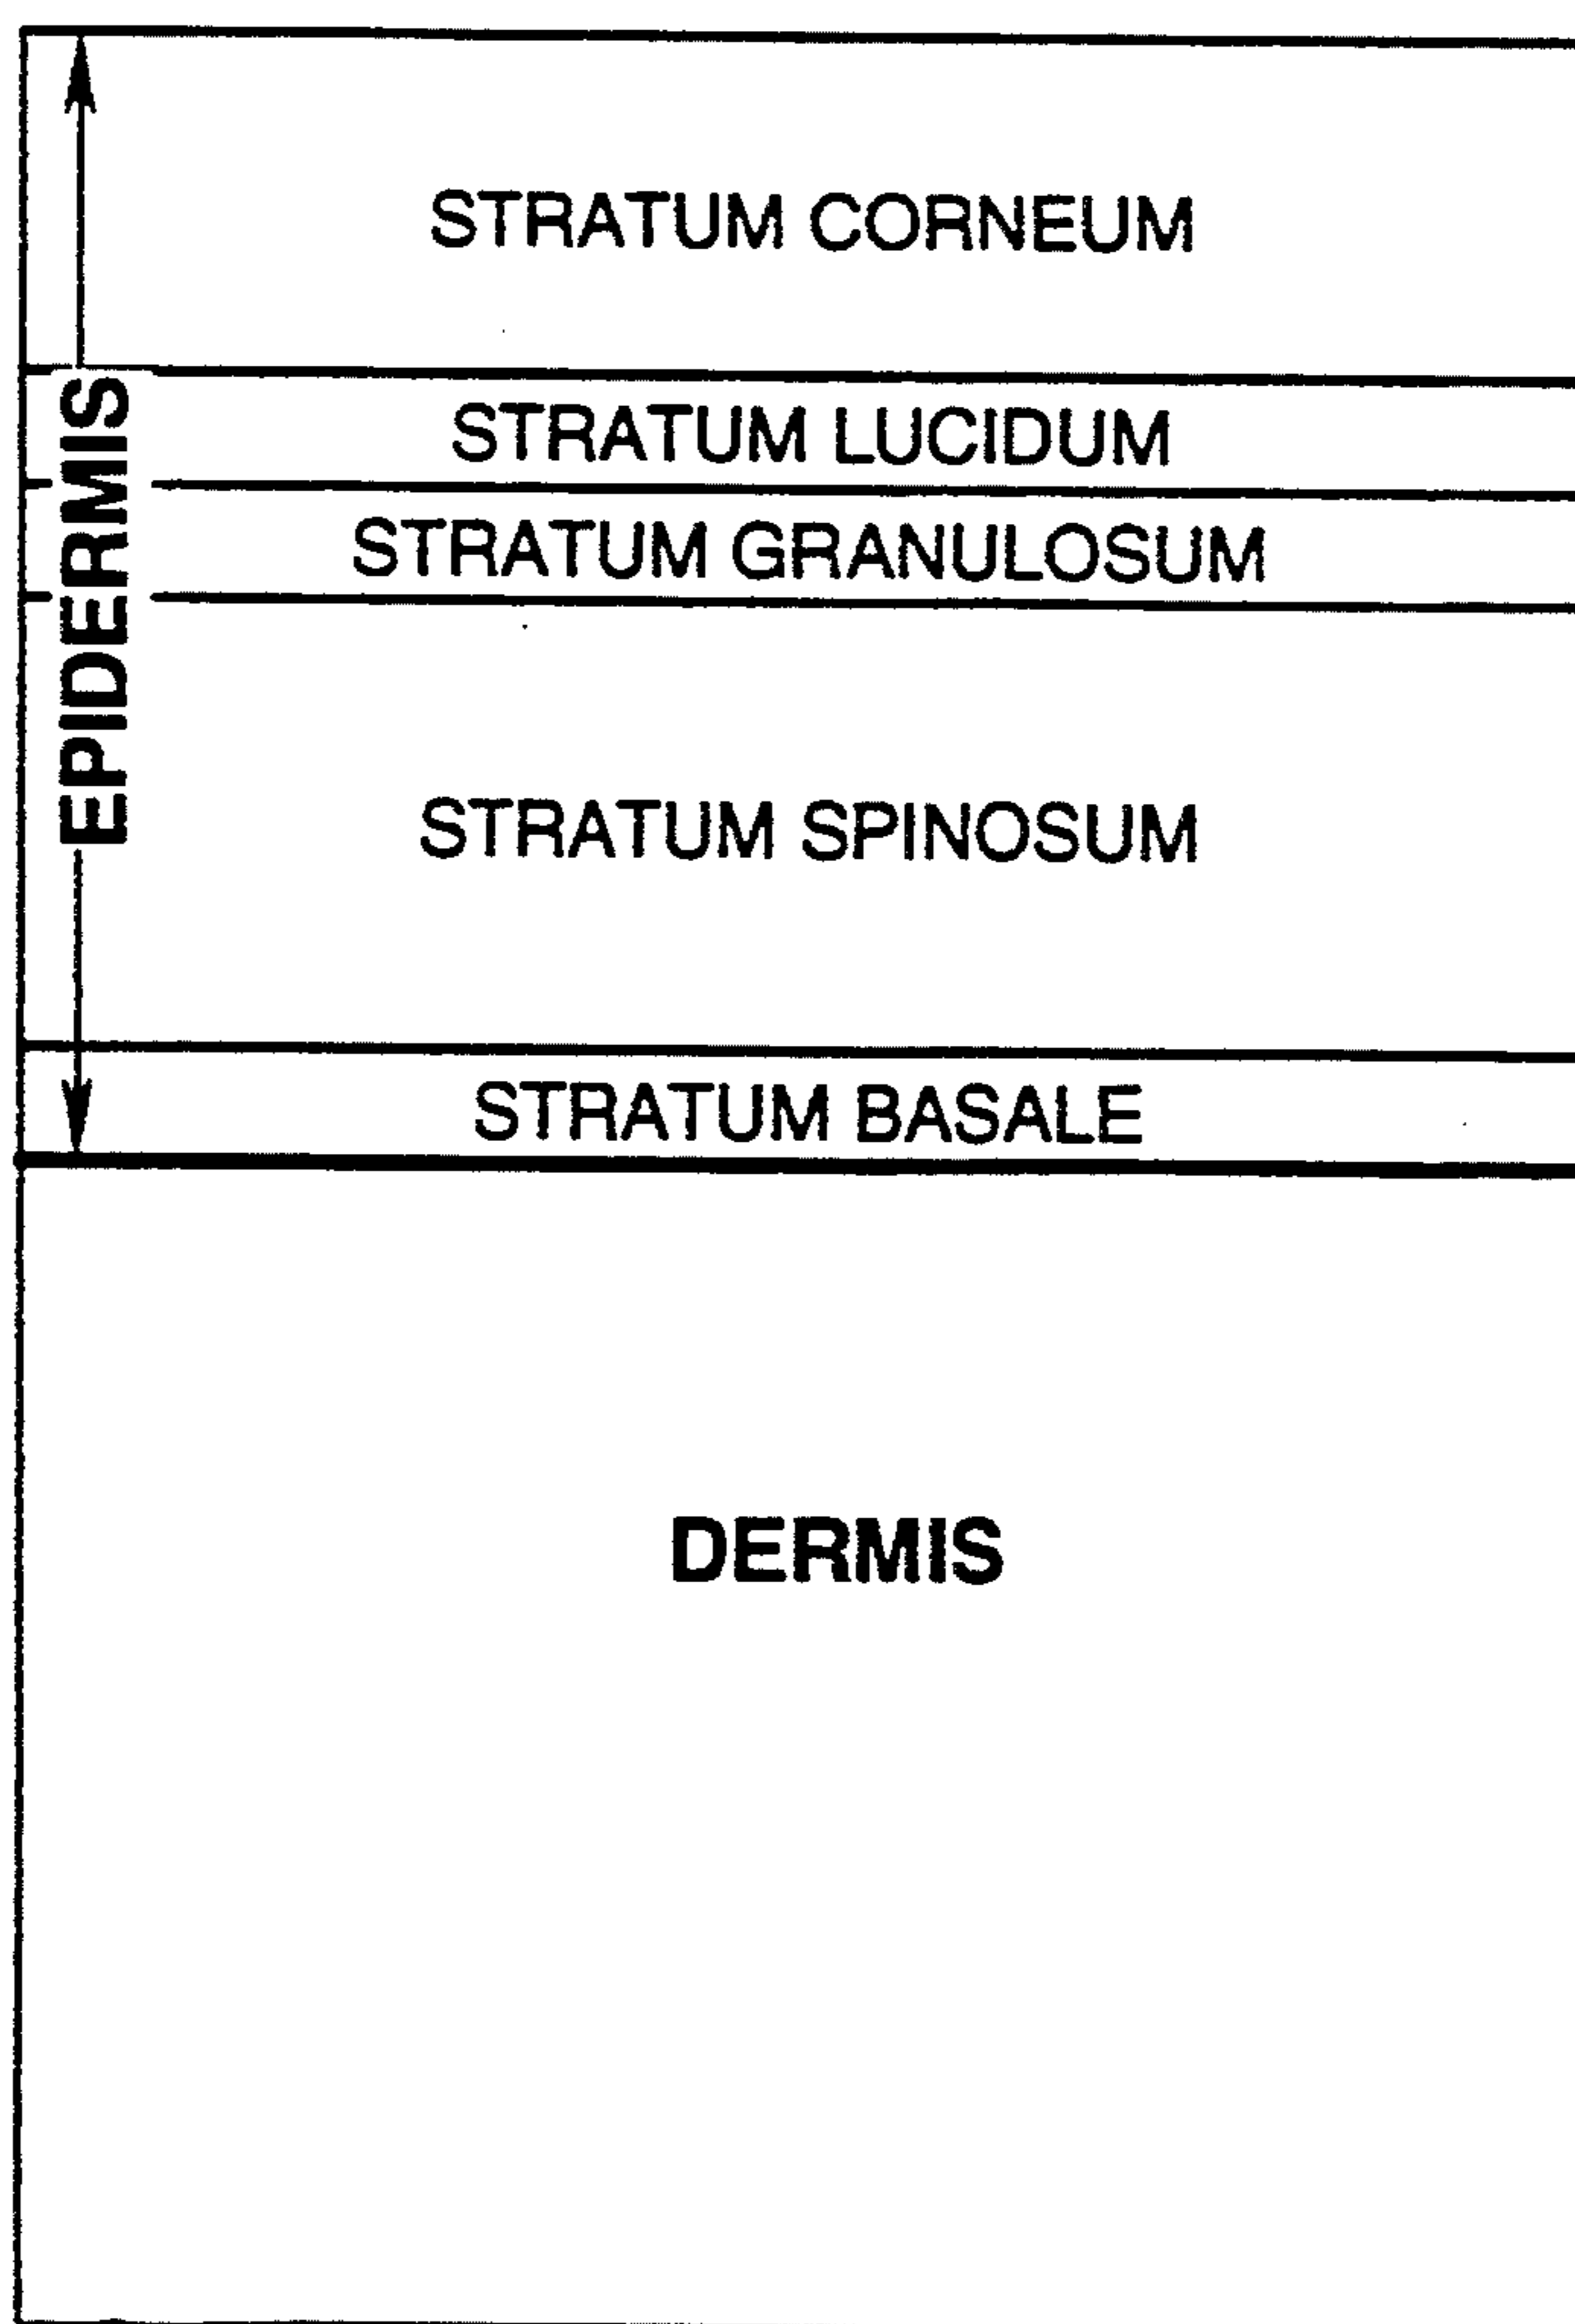 STRATUM CORNEUM
EPIDERMIS
STRATUM LUCIDUM
STRATUM GRANULOSUM
STRATUM SPINOSUM
STRATUM BASALE
DERMIS